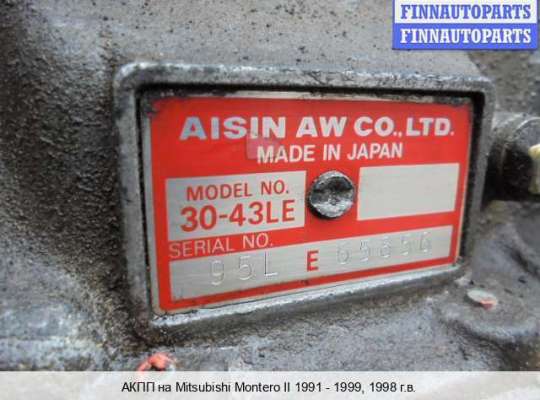 FINNAUTOPARTS
FINNAUTOPARTS
AISIN AW CO.,LTD.
MADE IN JAPAN
MODEL NO.
30-43LE
SERIAL NO.
95L E 65656
АКПП на Mitsubishi Montero II 1991 - 1999, 1998 г.в.